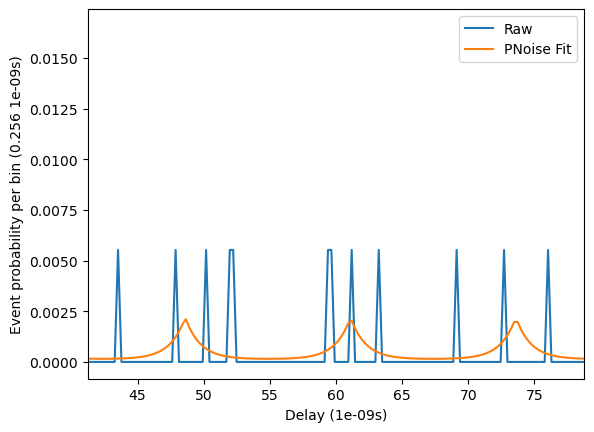 Raw
PNoise Fit
Event probability per bin (0.256 1e-09s)
0.0150
0.0125
0.0100
0.0075
0.0050
0.0025
0.0000
45 50 55 60 65 70 75
Delay (1e-09s)